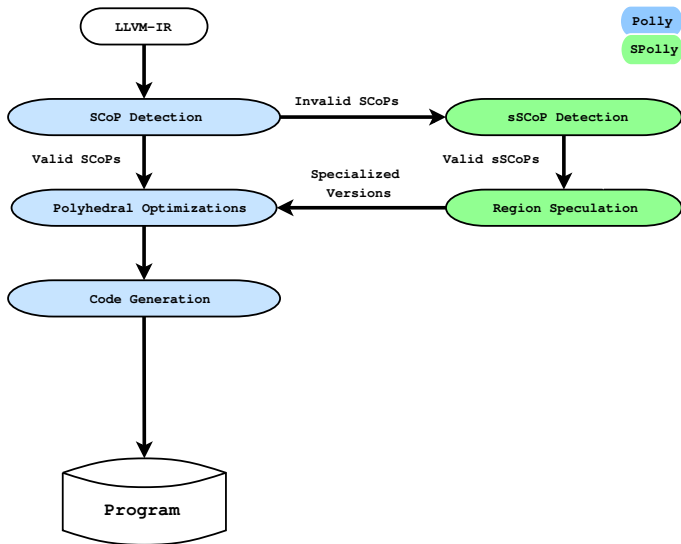 LLVM-IR
Polly
SPolly
Invalid SCoPs
SCoP Detection
sSCoP Detection
Valid SCoPs
Valid sSCoPs
Specialized
Versions
Polyhedral Optimizations
Region Speculation
Code Generation
Program